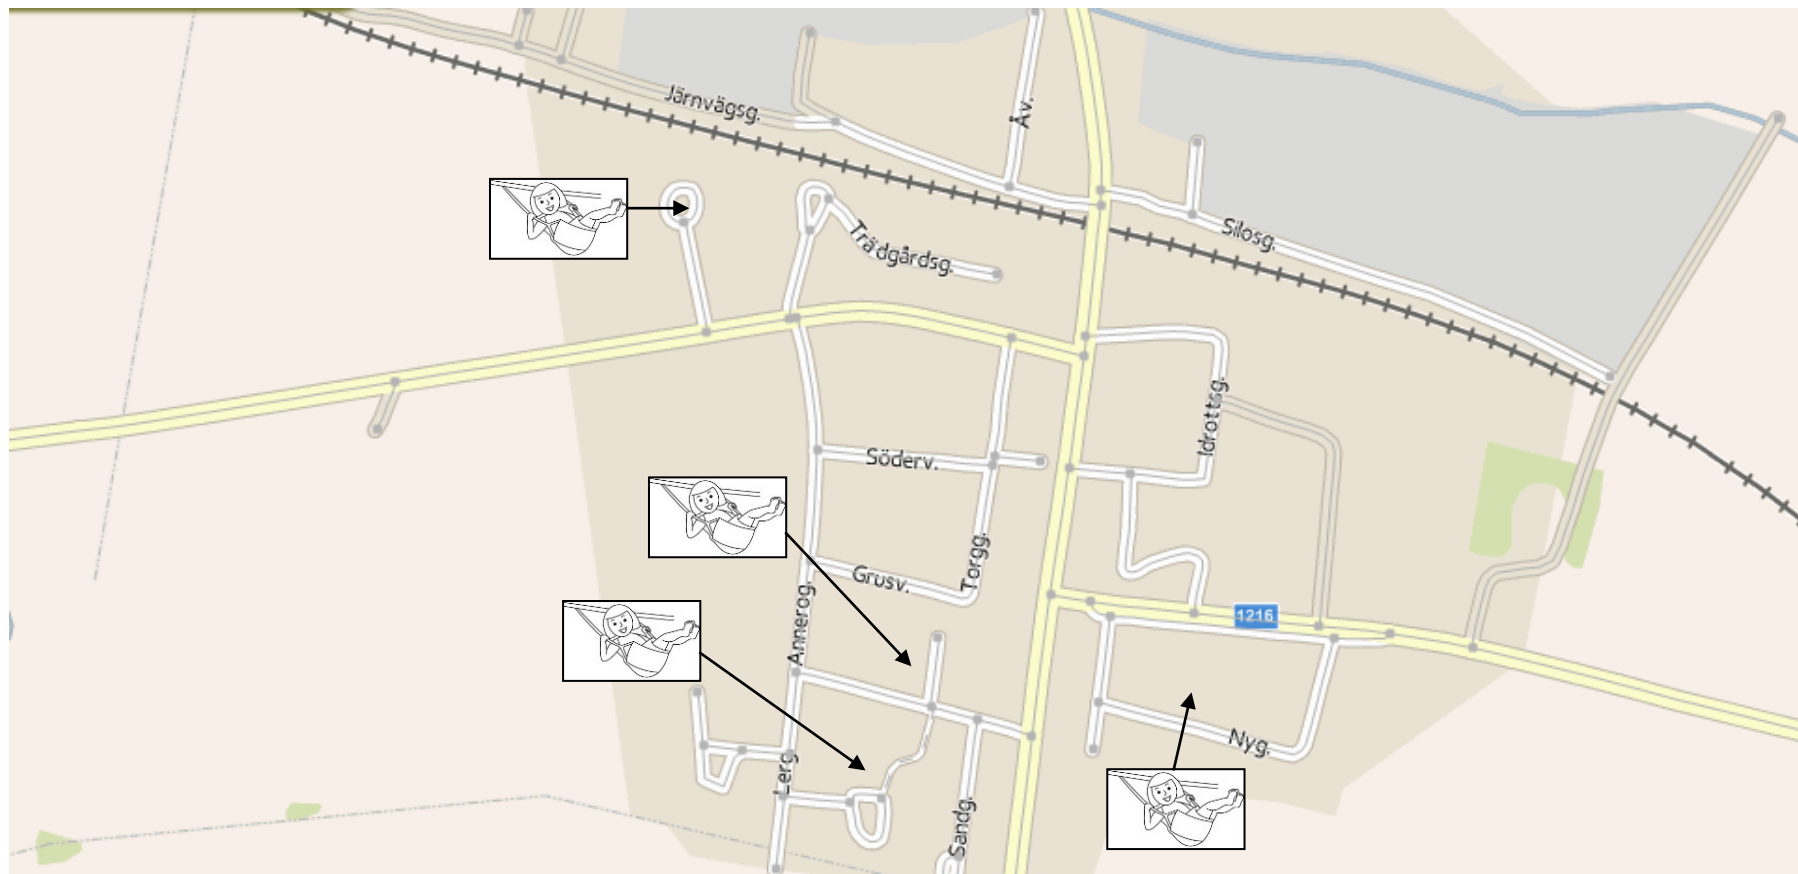 Järnvägsg.
Åv.
Trädgårdsg.
Silosg.
Idrottsg.
Söderv.
Torgg.
Grusv.
Annerog.
1216
Nyg.
Lerg.
Sandg.